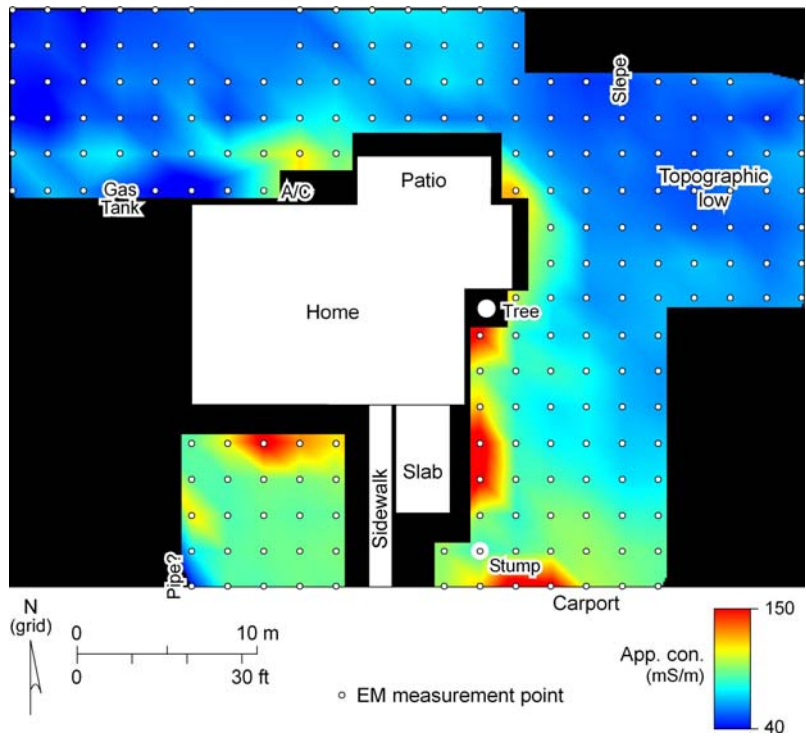 Slope
Gas
Tank
A/C
Patio
Topographic
low
Home
Tree
Sidewalk
Slab
Pipe?
Stump
Carport
N
(grid)
0 10 m
0 30 ft
EM measurement point
App. con.
(mS/m)
150
40